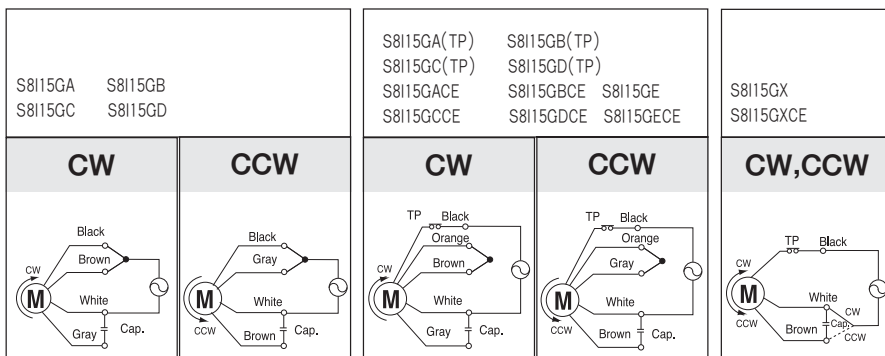 S8I15GA S8I15GB
S8I15GC S8I15GD
CW CCW
Black
CW
Brown
M
White
Gray Cap.
Black
Gray
M
White
CCW
Brown Cap.
S8I15GA(TP) S8I15GB(TP)
S8I15GC(TP) S8I15GD(TP)
S8I15GACE S8I15GBCE S8I15GE
S8I15GCCE S8I15GDCE S8I15GECE
CW CCW
TP Black
Orange
CW
Brown
M
White
Gray Cap.
TP Black
Orange
Gray
M
White
CCW
Brown Cap.
S8I15GX
S8I15GXCE
CW,CCW
TP Black
CW
M
White
CW
CCW
Brown Cap.
CCW